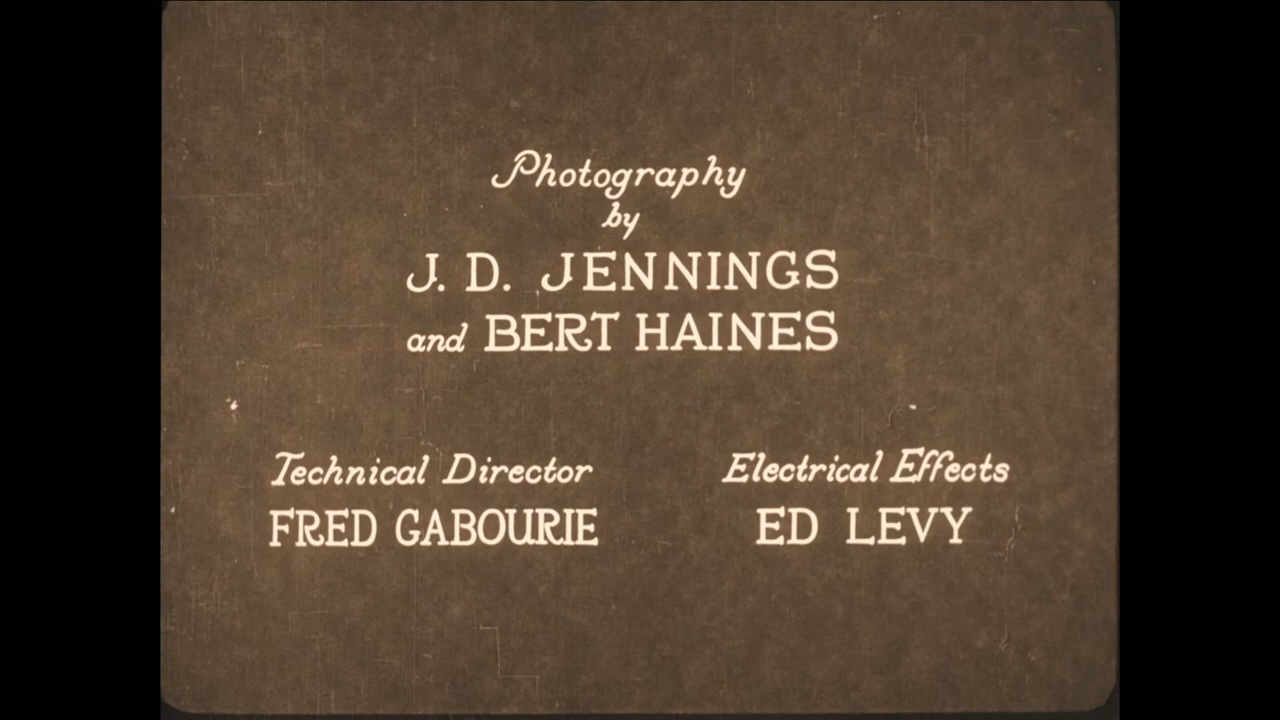 Photography
by
J. D. JENNINGS
and BERT HAINES
Technical Director
FRED GABOURIE
Electrical Effects
ED LEVY